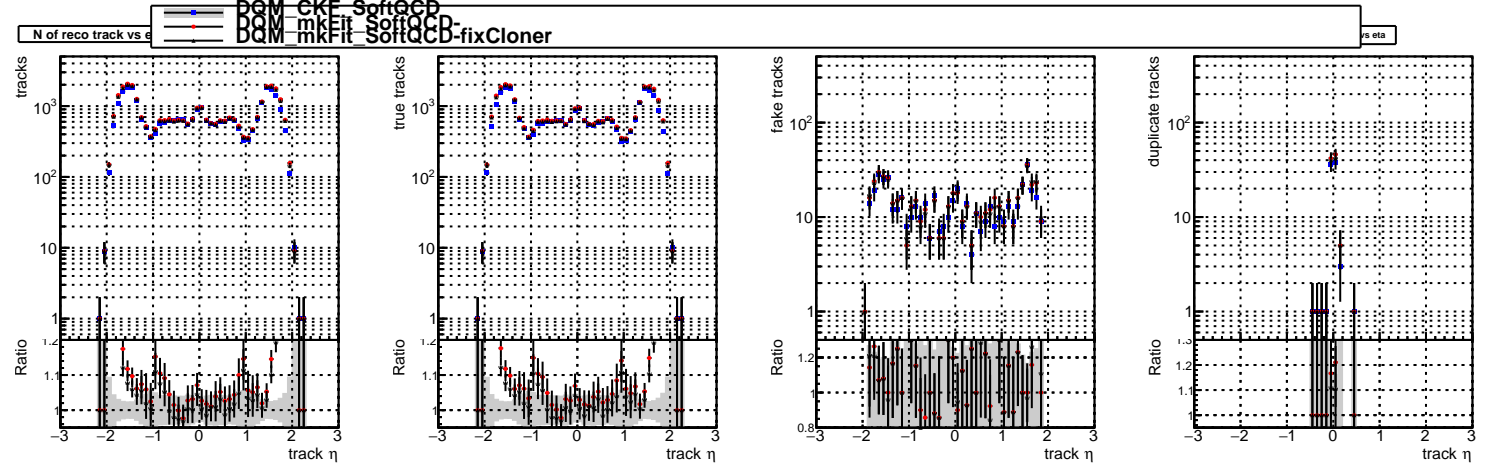 DQM_CKF_SoftQCD
DQM_mkFit_SoftQCD-
DQM_mkFit_SoftQCD-fixCloner
N of reco track vs e
vs eta
tracks
10³
10²
10
1
Ratio
1.2
1.1
1
−3 −2 −1 0 1 2 3
track η
true tracks
10³
10²
10
1
Ratio
1.2
1.1
1
−3 −2 −1 0 1 2 3
track η
fake tracks
10²
10
1
Ratio
1.2
1
0.8
−3 −2 −1 0 1 2 3
track η
duplicate tracks
10²
10
1
Ratio
1.3
1.2
1.1
1
−3 −2 −1 0 1 2 3
track η